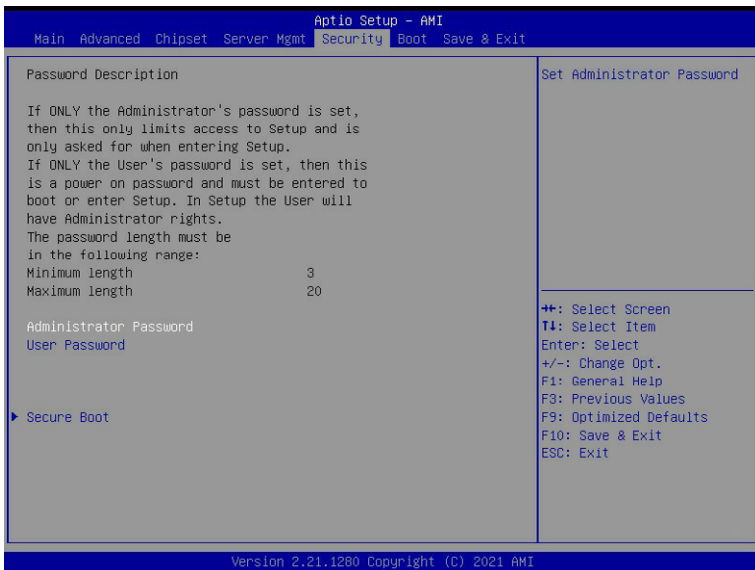 Aptio Setup – AMI
Main Advanced Chipset Server Mgmt Security Boot Save & Exit
Password Description
Set Administrator Password
If ONLY the Administrator's password is set,
then this only limits access to Setup and is
only asked for when entering Setup.
If ONLY the User's password is set, then this
is a power on password and must be entered to
boot or enter Setup. In Setup the User will
have Administrator rights.
The password length must be
in the following range:
Minimum length 3
Maximum length 20
Administrator Password
User Password
Secure Boot
→←: Select Screen
↑↓: Select Item
Enter: Select
+/-: Change Opt.
F1: General Help
F3: Previous Values
F9: Optimized Defaults
F10: Save & Exit
ESC: Exit
Version 2.21.1280 Copyright (C) 2021 AMI